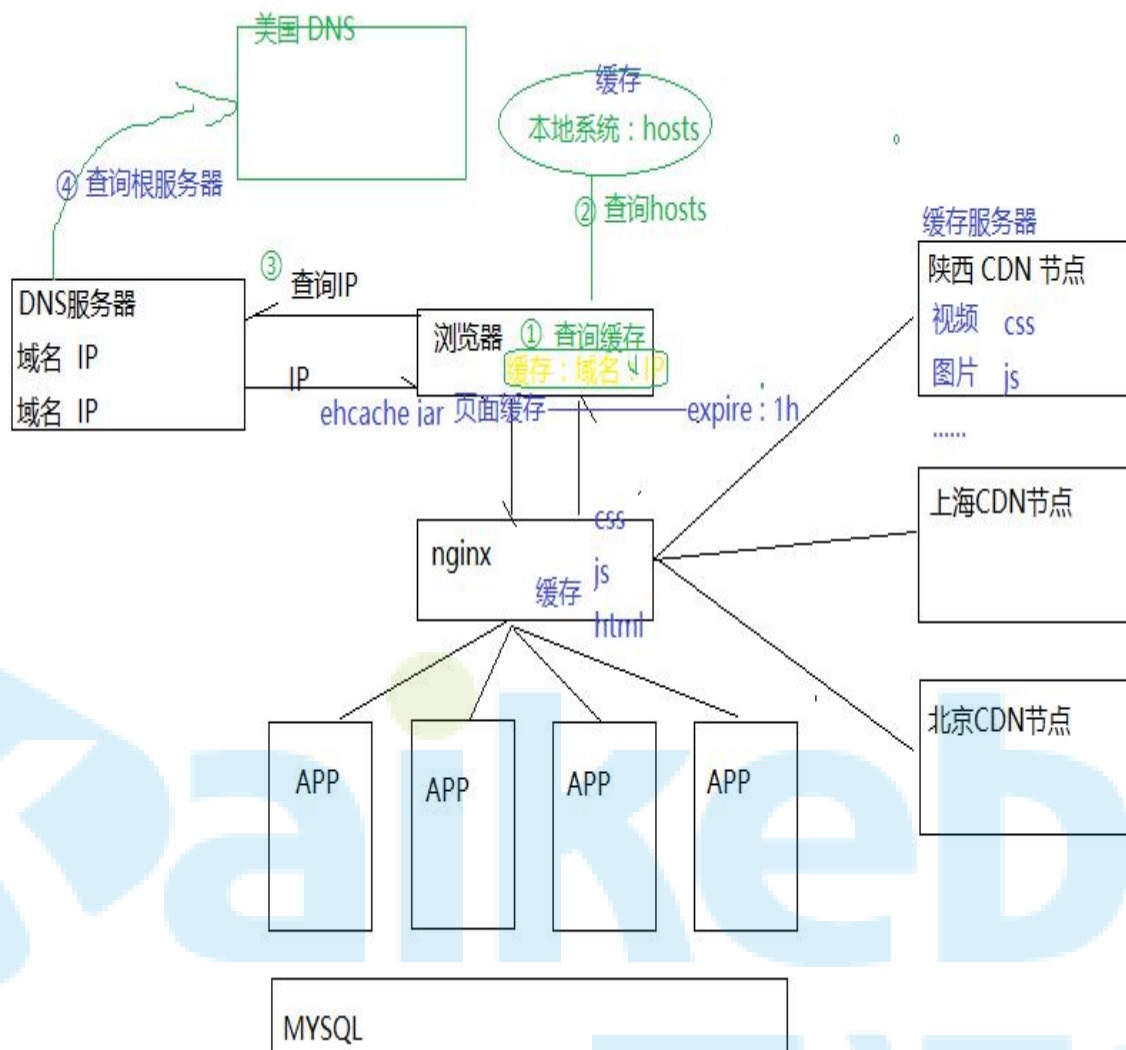 美国 DNS
缓存
本地系统：hosts
④ 查询根服务器
② 查询hosts
缓存服务器
陕西 CDN 节点
视频 css
图片 js
......
③ 查询IP
DNS服务器
域名 IP
域名 IP
浏览器 ① 查询缓存
缓存：域名：IP
IP
ehcache jar 页面缓存 expire：1h
上海CDN节点
nginx
缓存
css
js
html
北京CDN节点
APP
APP
APP
APP
MYSQL
aikeb